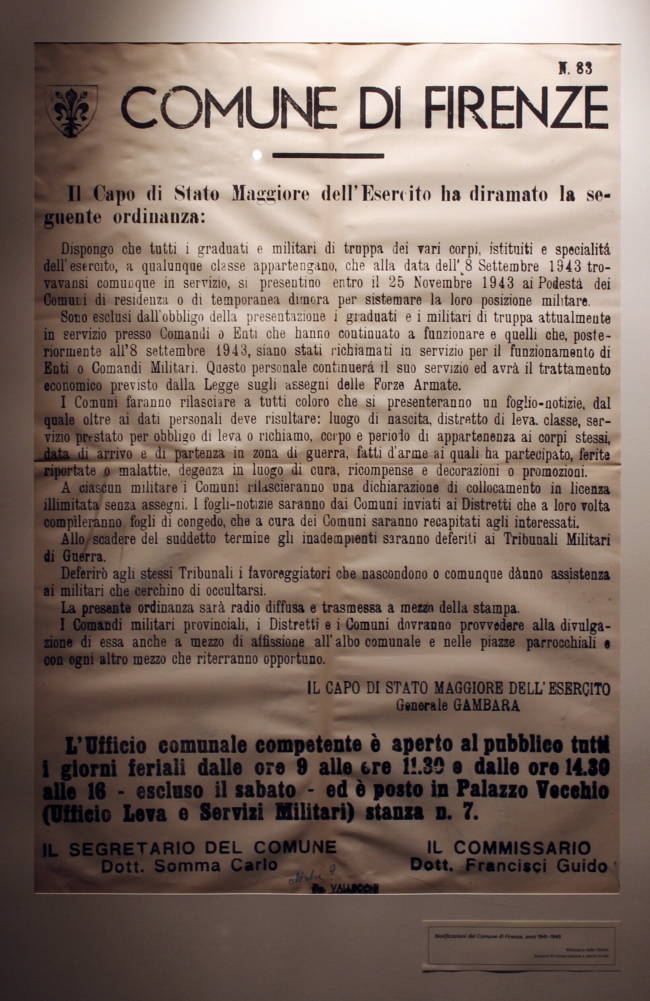 N. 83
COMUNE DI FIRENZE
Il Capo di Stato Maggiore dell'Esercito ha diramato la se-
guente ordinanza:
Dispongo che tutti i graduati e militari di truppa dei vari corpi, istituiti e specialità
dell'esercito, a qualunque classe appartengano, che alla data dell' 8 Settembre 1943 tro-
vavansi comunque in servizio, si presentino entro il 25 Novembre 1943 ai Podestà dei
Comuni di residenza o di temporanea dimora per sistemare la loro posizione militare.
Sono esclusi dall'obbligo della presentazione i graduati e i militari di truppa attualmente
in servizio presso Comandi o Enti che hanno continuato a funzionare e quelli che, poste-
riormente all'8 settembre 1943, siano stati richiamati in servizio per il funzionamento di
Enti o Comandi Militari. Questo personale continuerà il suo servizio ed avrà il trattamento
economico previsto dalla Legge sugli assegni delle Forze Armate.
I Comuni faranno rilasciare a tutti coloro che si presenteranno un foglio-notizie, dal
quale oltre ai dati personali deve risultare: luogo di nascita, distretto di leva, classe, ser-
vizio prestato per obbligo di leva o richiamo, corpo e periodo di appartenenza ai corpi stessi,
data di arrivo e di partenza in zona di guerra, fatti d'arme ai quali ha partecipato, ferite
riportate o malattie, degenza in luogo di cura, ricompense e decorazioni o promozioni.
A ciascun militare i Comuni rilascieranno una dichiarazione di collocamento in licenza
illimitata senza assegni. I fogli-notizie saranno dai Comuni inviati ai Distretti che a loro volta
compileranno fogli di congedo, che a cura dei Comuni saranno recapitati agli interessati.
Allo scadere del suddetto termine gli inadempienti saranno deferiti ai Tribunali Militari
di Guerra.
Deferirò agli stessi Tribunali i favoreggiatori che nascondono o comunque dànno assistenza
ai militari che cerchino di occultarsi.
La presente ordinanza sarà radio diffusa e trasmessa a mezzo della stampa.
I Comandi militari provinciali, i Distretti e i Comuni dovranno provvedere alla divulga-
zione di essa anche a mezzo di affissione all'albo comunale e nelle piazze parrocchiali e
con ogni altro mezzo che riterranno opportuno.
IL CAPO DI STATO MAGGIORE DELL'ESERCITO
Generale GAMBARA
L'Ufficio comunale competente è aperto al pubblico tutti
i giorni feriali dalle ore 9 alle ore 11.30 e dalle ore 14.30
alle 16 - escluso il sabato - ed è posto in Palazzo Vecchio
(Ufficio Leva e Servizi Militari) stanza n. 7.
IL SEGRETARIO DEL COMUNE
Dott. Somma Carlo
IL COMMISSARIO
Dott. Francisci Guido
VALLECCHI
Notificazioni del Comune di Firenze, anni 1941-1943